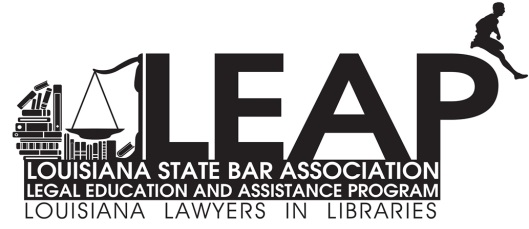 LEAP
LOUISIANA STATE BAR ASSOCIATION
LEGAL EDUCATION AND ASSISTANCE PROGRAM
LOUISIANA LAWYERS IN LIBRARIES